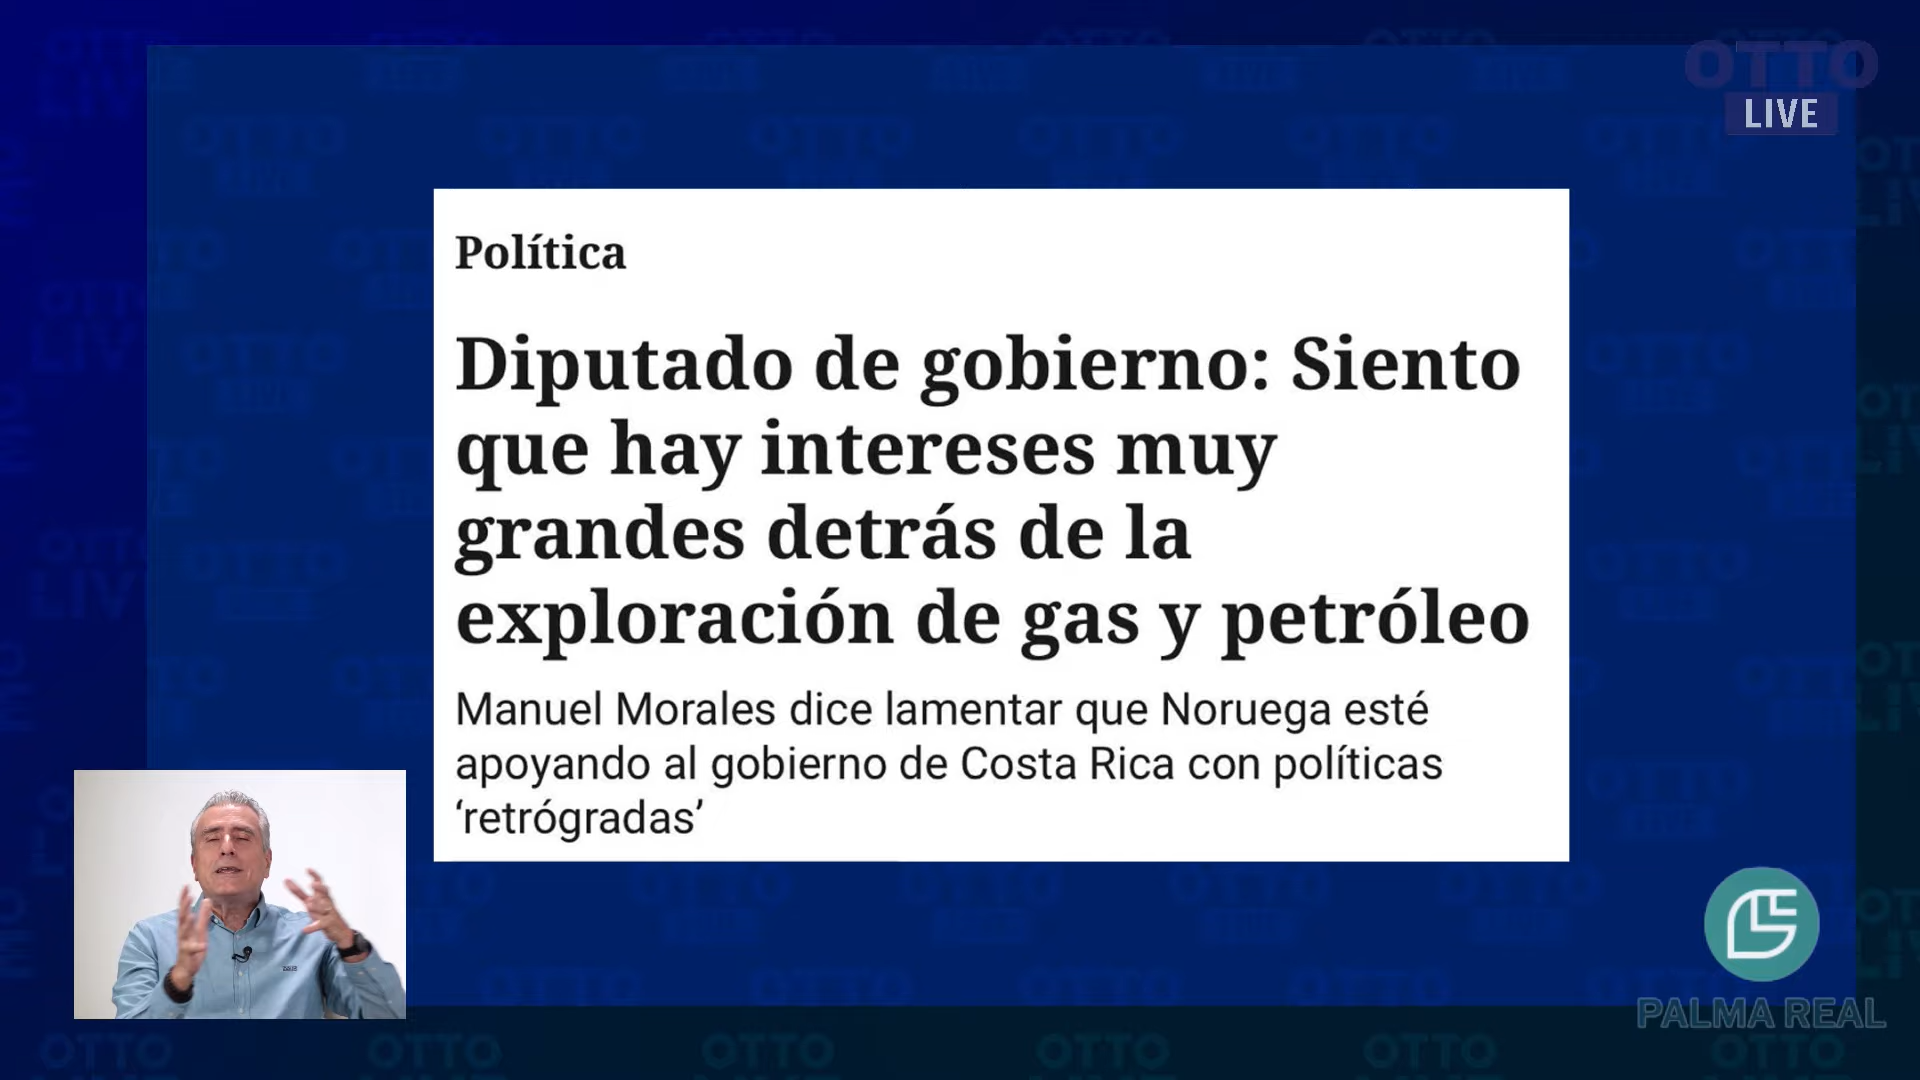 OTTO
LIVE
Política
Diputado de gobierno: Siento
que hay intereses muy
grandes detrás de la
exploración de gas y petróleo
Manuel Morales dice lamentar que Noruega esté
apoyando al gobierno de Costa Rica con políticas
‘retrógradas’
PALMA REAL